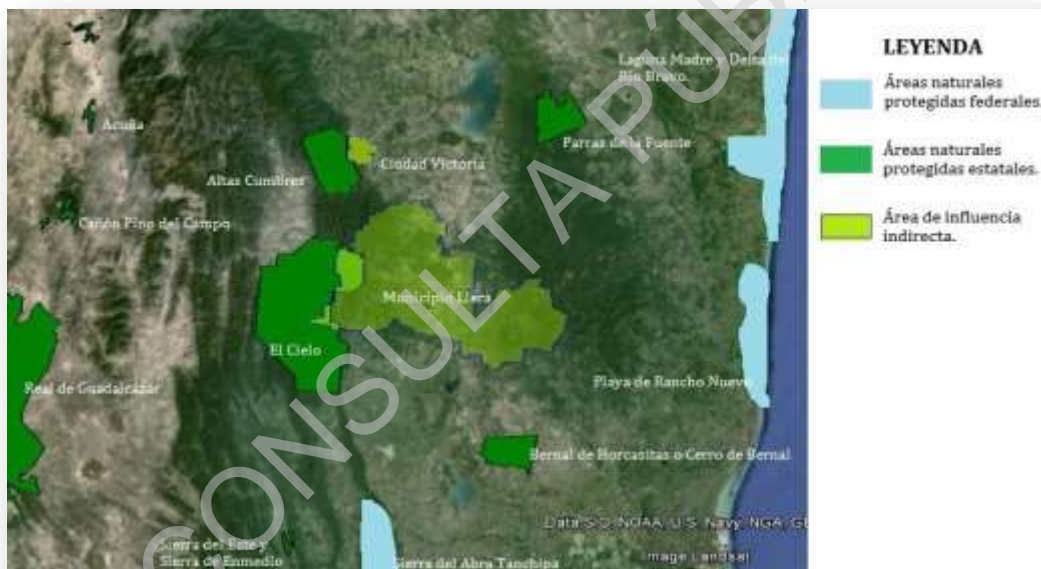 Laguna Madre y Delta del
Río Bravo.
Acuña
Parras de la Fuente
Ciudad Victoria
Altas Cumbres
Cañón Pino del Campo
Municipio Llera
El Cielo
Real de Guadalcázar
Playa de Rancho Nuevo
Bernal de Horcasitas o Cerro de Bernal
Data SIO, NOAA, U.S. Navy, NGA, GE
Image Landsat
Sierra del Este y
Sierra de Enmedio
Sierra del Abra Tanchipa
LEYENDA
Áreas naturales
protegidas federales.
Áreas naturales
protegidas estatales.
Área de influencia
indirecta.
CONSULTA PÚB